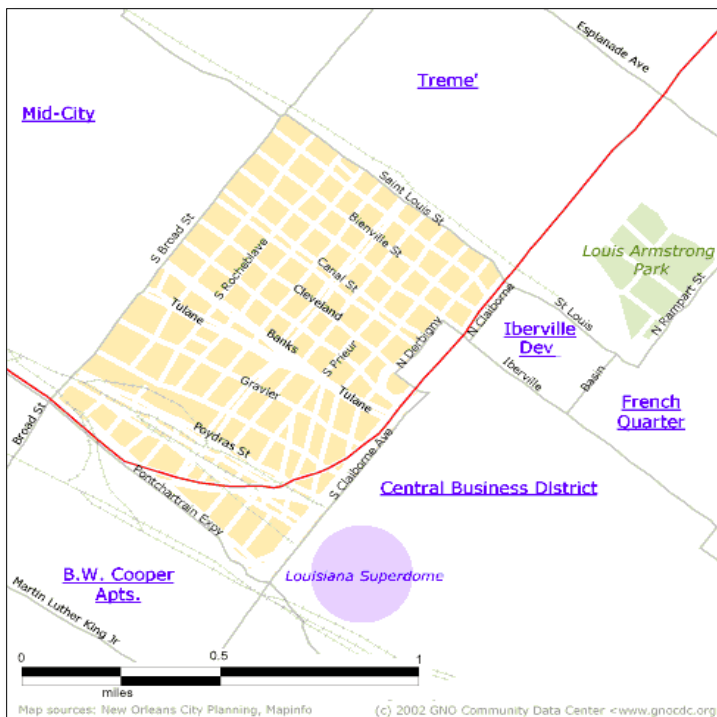 Esplanade Ave
Treme'
Mid-City
Saint Louis St
S Broad St
Bienville St
Louis Armstrong
Park
S Rocheblave
Canal St
N Rampart St
Cleveland
St Louis
N Claiborne
Tulane
Banks
S Prieur
N Derbigny
Iberville
Dev
Iberville
Basin
Gravier
Tulane
French
Quarter
Broad St
Poydras St
S Claiborne Ave
Central Business District
Pontchartrain Expy
B.W. Cooper
Apts.
Louisiana Superdome
Martin Luther King Jr
0 0.5 1
miles
Map sources: New Orleans City Planning, Mapinfo
(c) 2002 GNO Community Data Center <www.gnocdc.org